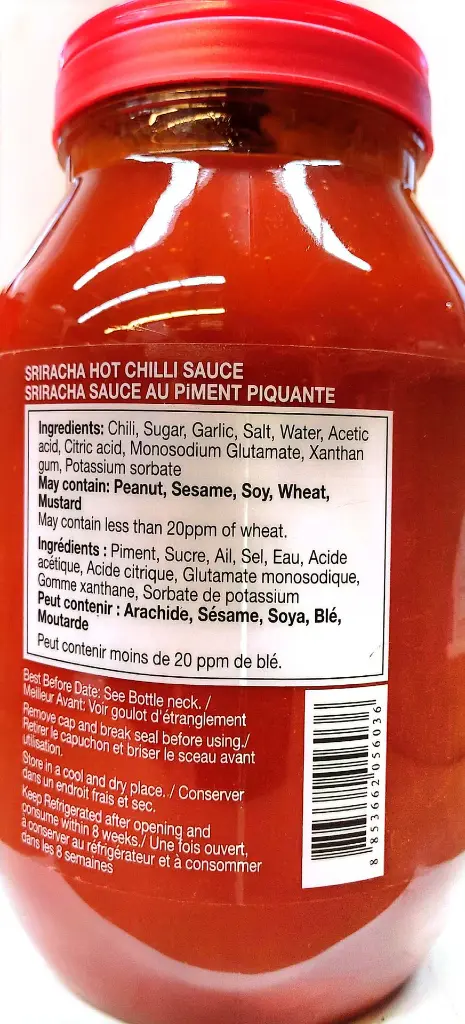 SRIRACHA HOT CHILLI SAUCE
SRIRACHA SAUCE AU PiMENT PIQUANTE
Ingredients: Chili, Sugar, Garlic, Salt, Water, Acetic
acid, Citric acid, Monosodium Glutamate, Xanthan
gum, Potassium sorbate
May contain: Peanut, Sesame, Soy, Wheat,
Mustard
May contain less than 20ppm of wheat.
Ingrédients : Piment, Sucre, Ail, Sel, Eau, Acide
acétique, Acide citrique, Glutamate monosodique,
Gomme xanthane, Sorbate de potassium
Peut contenir : Arachide, Sésame, Soya, Blé,
Moutarde
Peut contenir moins de 20 ppm de blé.
Best Before Date: See Bottle neck. /
Meilleur Avant: Voir goulot d'étranglement
Remove cap and break seal before using./
Retirer le capuchon et briser le sceau avant
utilisation.
Store in a cool and dry place. / Conserver
dans un endroit frais et sec.
Keep Refrigerated after opening and
consume within 8 weeks./ Une fois ouvert,
à conserver au réfrigérateur et à consommer
dans les 8 semaines
8 853662 056036